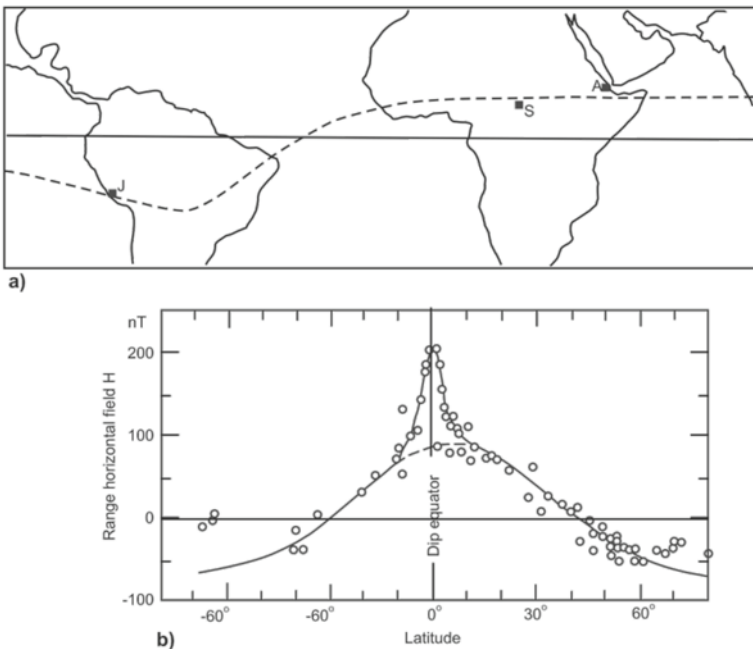 A
S
J
a)
nT
200
100
0
-100
Range horizontal field H
Dip equator
-60° -60° 0° 30° 60°
b)
Latitude